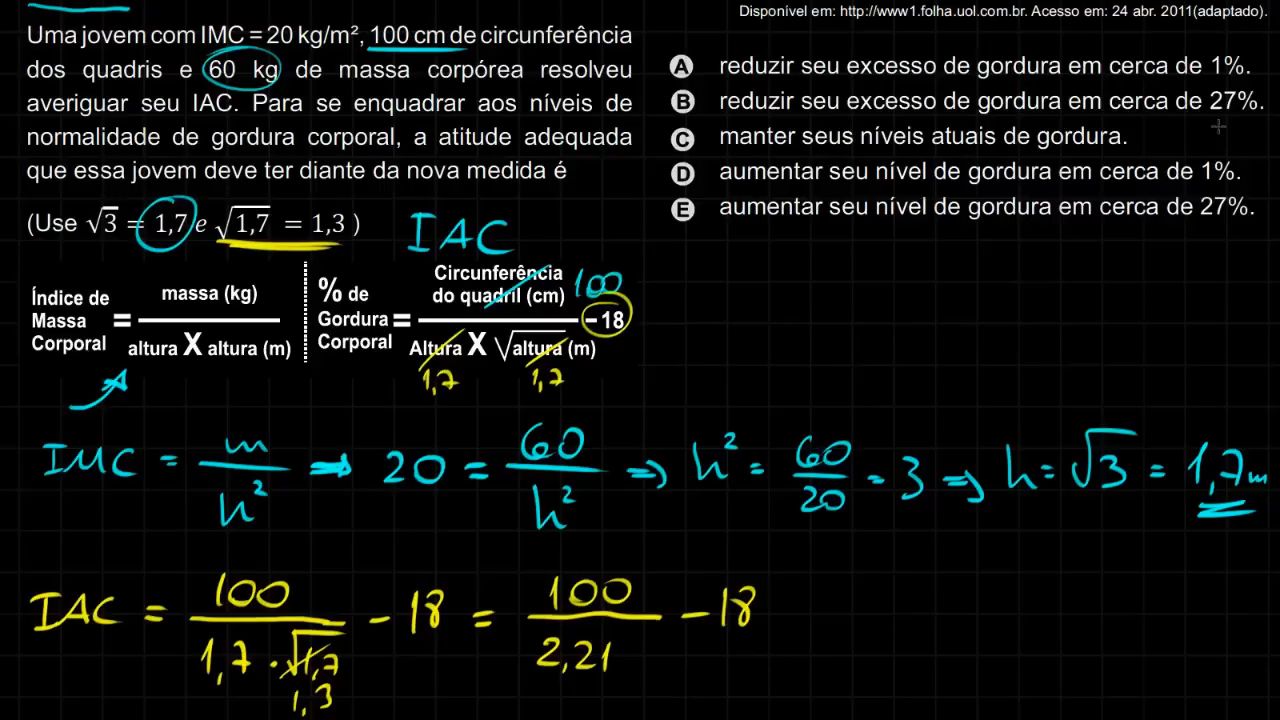 Disponível em: http://www1.folha.uol.com.br. Acesso em: 24 abr. 2011(adaptado).
Uma jovem com IMC = 20 kg/m², 100 cm de circunferência
dos quadris e 60 kg de massa corpórea resolveu
averiguar seu IAC. Para se enquadrar aos níveis de
normalidade de gordura corporal, a atitude adequada
que essa jovem deve ter diante da nova medida é
(Use √3 = 1,7 e √1,7 = 1,3 )
A reduzir seu excesso de gordura em cerca de 1%.
B reduzir seu excesso de gordura em cerca de 27%.
C manter seus níveis atuais de gordura.
D aumentar seu nível de gordura em cerca de 1%.
E aumentar seu nível de gordura em cerca de 27%.
IAC
Índice de
Massa
Corporal
=
massa (kg)
altura X altura (m)
% de
Gordura
Corporal
=
Circunferência
do quadril (cm)
100
Altura X √altura (m)
- 18
1,7
1,7
IMC = m/h² ⇒ 20 = 60/h² ⇒ h² = 60/20 = 3 ⇒ h = √3 = 1,7m
IAC = 100/1,7 · √1,7 - 18 = 100/2,21 - 18
1,3